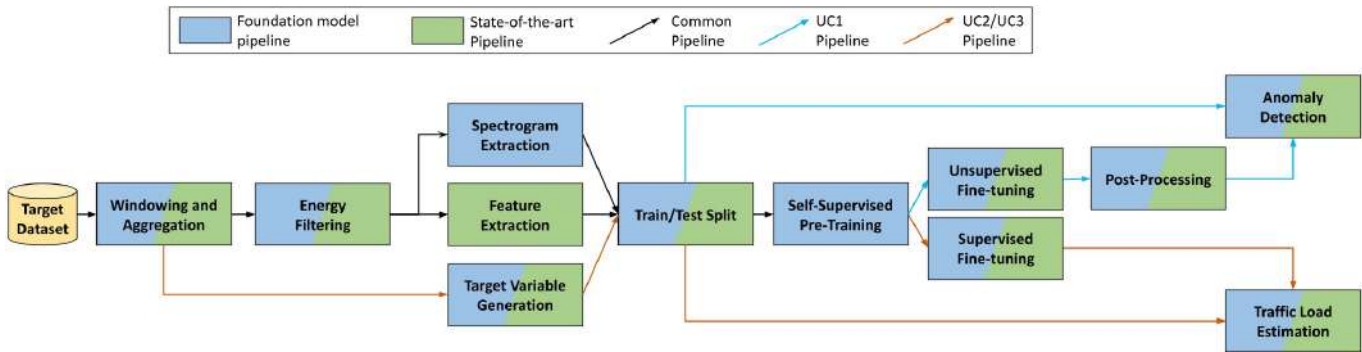 Foundation model
pipeline
State-of-the-art
Pipeline
Common
Pipeline
UC1
Pipeline
UC2/UC3
Pipeline
Anomaly
Detection
Spectrogram
Extraction
Unsupervised
Fine-tuning
Post-Processing
Target
Dataset
Windowing and
Aggregation
Energy
Filtering
Feature
Extraction
Train/Test Split
Self-Supervised
Pre-Training
Supervised
Fine-tuning
Target Variable
Generation
Traffic Load
Estimation